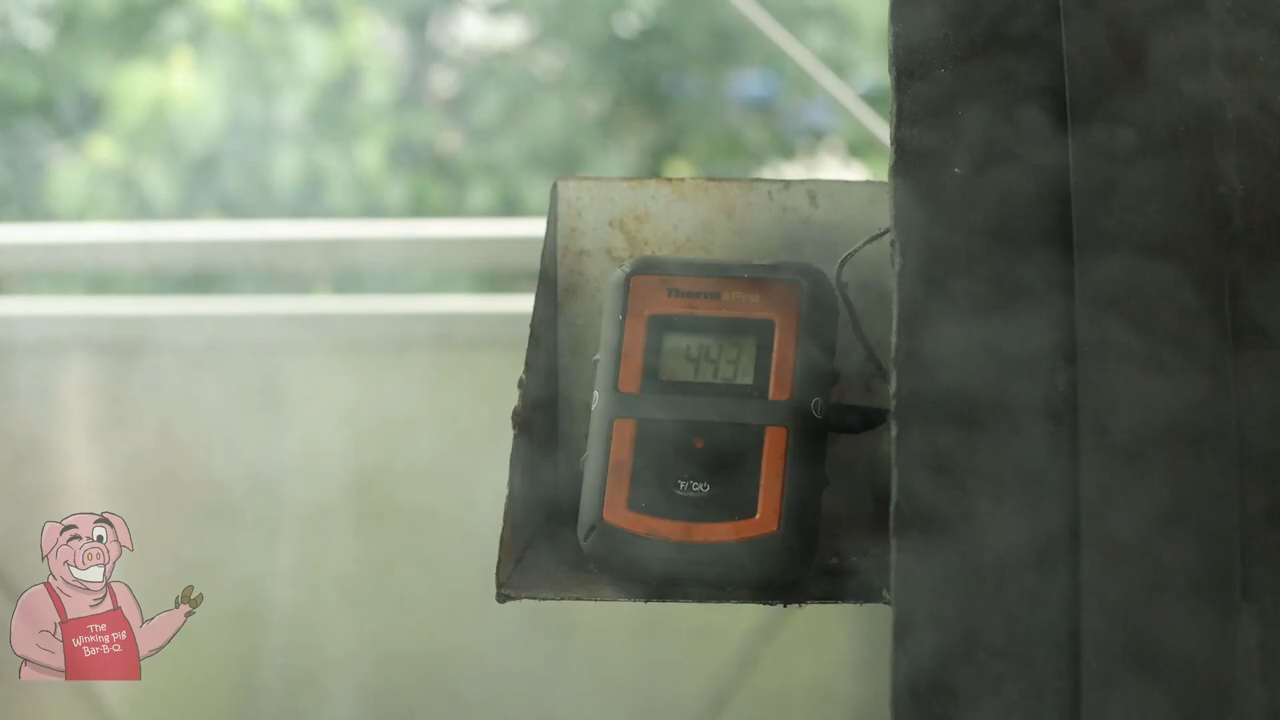 ThermoPro
443
°F/°C/⏻
The
Winking Pig
Bar-B-Q